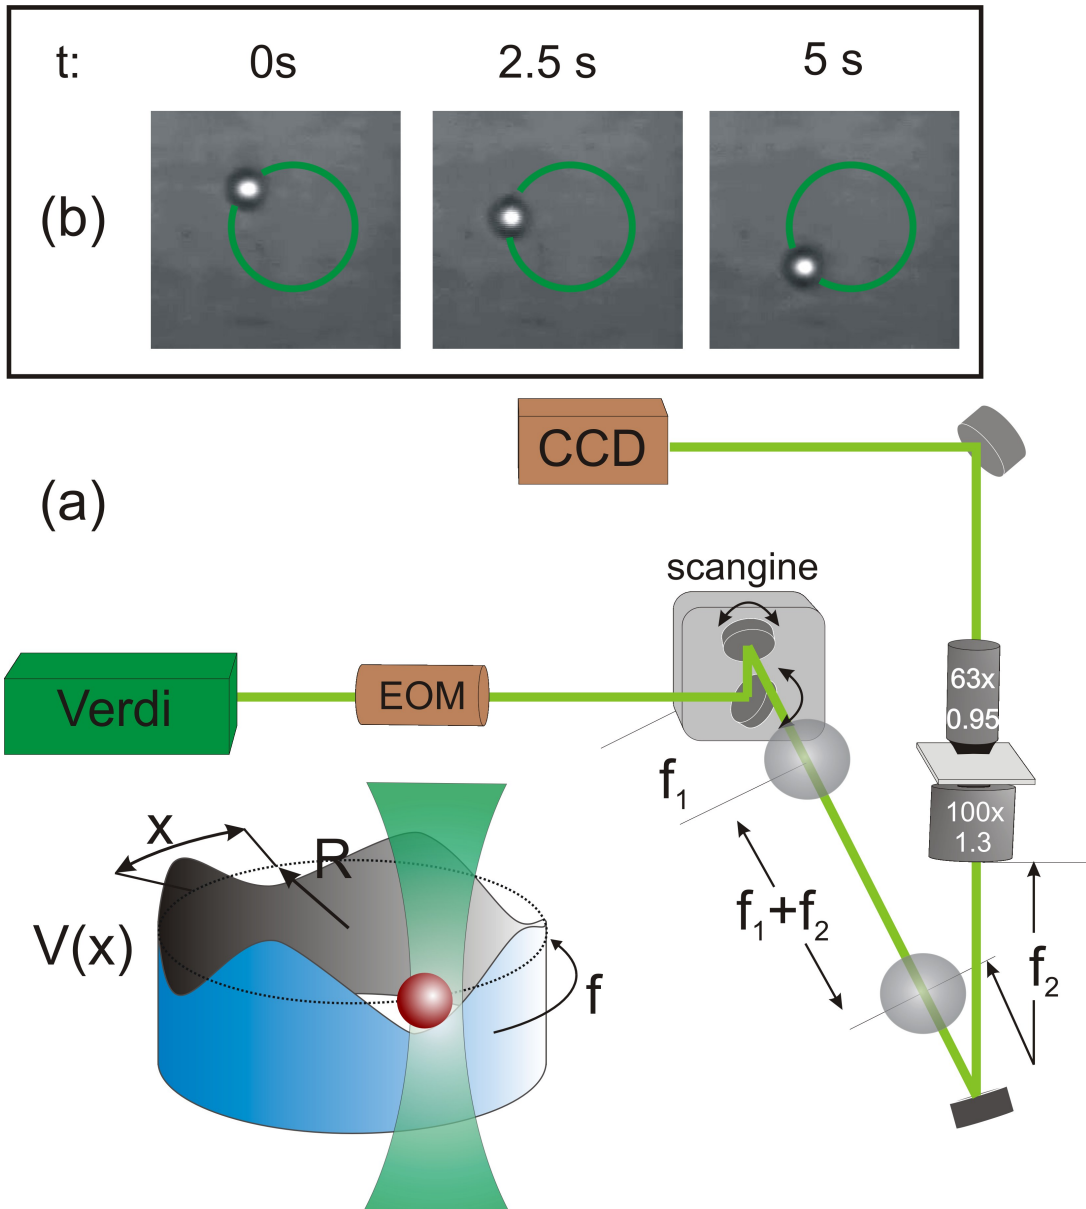 t: 0s 2.5 s 5 s
(b)
CCD
(a)
scangine
Verdi
EOM
63x
0.95
f1
100x
1.3
x
R
f1+f2
V(x)
f
f2